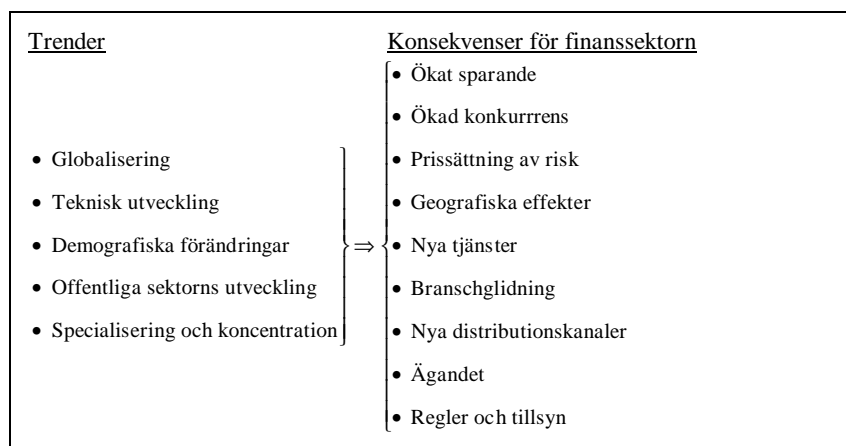 Trender
• Globalisering
• Teknisk utveckling
• Demografiska förändringar
• Offentliga sektorns utveckling
• Specialisering och koncentration
⇒
Konsekvenser för finanssektorn
• Ökat sparande
• Ökad konkurrrens
• Prissättning av risk
• Geografiska effekter
• Nya tjänster
• Branschglidning
• Nya distributionskanaler
• Ägandet
• Regler och tillsyn